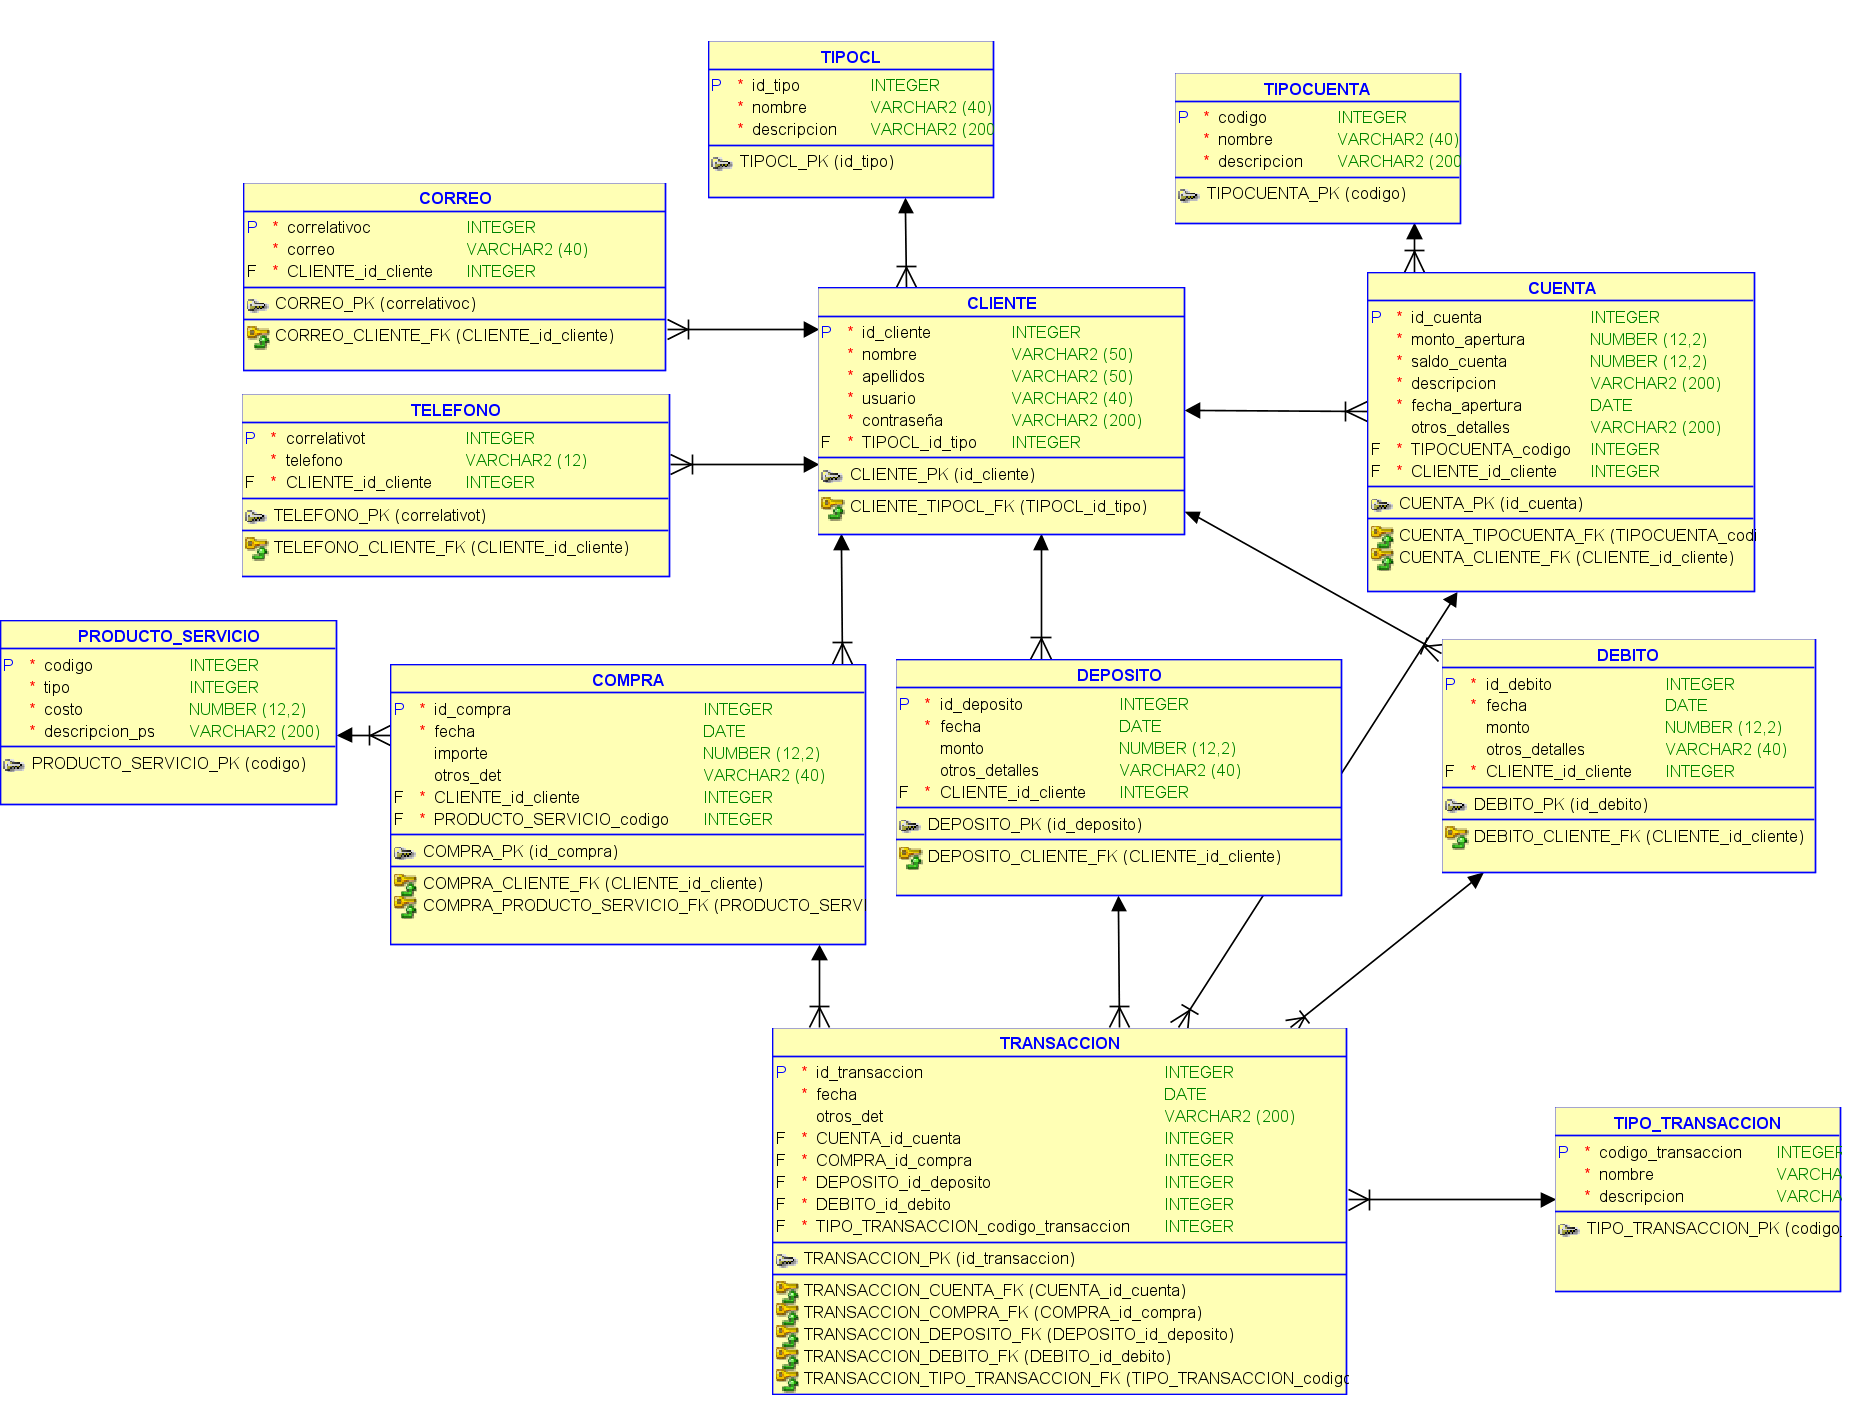 TIPOCL
P * id_tipo INTEGER
* nombre VARCHAR2 (40)
* descripcion VARCHAR2 (200
TIPOCL_PK (id_tipo)
TIPOCUENTA
P * codigo INTEGER
* nombre VARCHAR2 (40)
* descripcion VARCHAR2 (200
TIPOCUENTA_PK (codigo)
CORREO
P * correlativoc INTEGER
* correo VARCHAR2 (40)
F * CLIENTE_id_cliente INTEGER
CORREO_PK (correlativoc)
CORREO_CLIENTE_FK (CLIENTE_id_cliente)
CLIENTE
P * id_cliente INTEGER
* nombre VARCHAR2 (50)
* apellidos VARCHAR2 (50)
* usuario VARCHAR2 (40)
* contraseña VARCHAR2 (200)
F * TIPOCL_id_tipo INTEGER
CLIENTE_PK (id_cliente)
CLIENTE_TIPOCL_FK (TIPOCL_id_tipo)
CUENTA
P * id_cuenta INTEGER
* monto_apertura NUMBER (12,2)
* saldo_cuenta NUMBER (12,2)
* descripcion VARCHAR2 (200)
* fecha_apertura DATE
otros_detalles VARCHAR2 (200)
F * TIPOCUENTA_codigo INTEGER
F * CLIENTE_id_cliente INTEGER
CUENTA_PK (id_cuenta)
CUENTA_TIPOCUENTA_FK (TIPOCUENTA_codi
CUENTA_CLIENTE_FK (CLIENTE_id_cliente)
TELEFONO
P * correlativot INTEGER
* telefono VARCHAR2 (12)
F * CLIENTE_id_cliente INTEGER
TELEFONO_PK (correlativot)
TELEFONO_CLIENTE_FK (CLIENTE_id_cliente)
PRODUCTO_SERVICIO
P * codigo INTEGER
* tipo INTEGER
* costo NUMBER (12,2)
* descripcion_ps VARCHAR2 (200)
PRODUCTO_SERVICIO_PK (codigo)
COMPRA
P * id_compra INTEGER
* fecha DATE
importe NUMBER (12,2)
otros_det VARCHAR2 (40)
F * CLIENTE_id_cliente INTEGER
F * PRODUCTO_SERVICIO_codigo INTEGER
COMPRA_PK (id_compra)
COMPRA_CLIENTE_FK (CLIENTE_id_cliente)
COMPRA_PRODUCTO_SERVICIO_FK (PRODUCTO_SERV
DEPOSITO
P * id_deposito INTEGER
* fecha DATE
monto NUMBER (12,2)
otros_detalles VARCHAR2 (40)
F * CLIENTE_id_cliente INTEGER
DEPOSITO_PK (id_deposito)
DEPOSITO_CLIENTE_FK (CLIENTE_id_cliente)
DEBITO
P * id_debito INTEGER
* fecha DATE
monto NUMBER (12,2)
otros_detalles VARCHAR2 (40)
F * CLIENTE_id_cliente INTEGER
DEBITO_PK (id_debito)
DEBITO_CLIENTE_FK (CLIENTE_id_cliente)
TRANSACCION
P * id_transaccion INTEGER
* fecha DATE
otros_det VARCHAR2 (200)
F * CUENTA_id_cuenta INTEGER
F * COMPRA_id_compra INTEGER
F * DEPOSITO_id_deposito INTEGER
F * DEBITO_id_debito INTEGER
F * TIPO_TRANSACCION_codigo_transaccion INTEGER
TRANSACCION_PK (id_transaccion)
TRANSACCION_CUENTA_FK (CUENTA_id_cuenta)
TRANSACCION_COMPRA_FK (COMPRA_id_compra)
TRANSACCION_DEPOSITO_FK (DEPOSITO_id_deposito)
TRANSACCION_DEBITO_FK (DEBITO_id_debito)
TRANSACCION_TIPO_TRANSACCION_FK (TIPO_TRANSACCION_codigo
TIPO_TRANSACCION
P * codigo_transaccion INTEGER
* nombre VARCHA
* descripcion VARCHA
TIPO_TRANSACCION_PK (codigo_